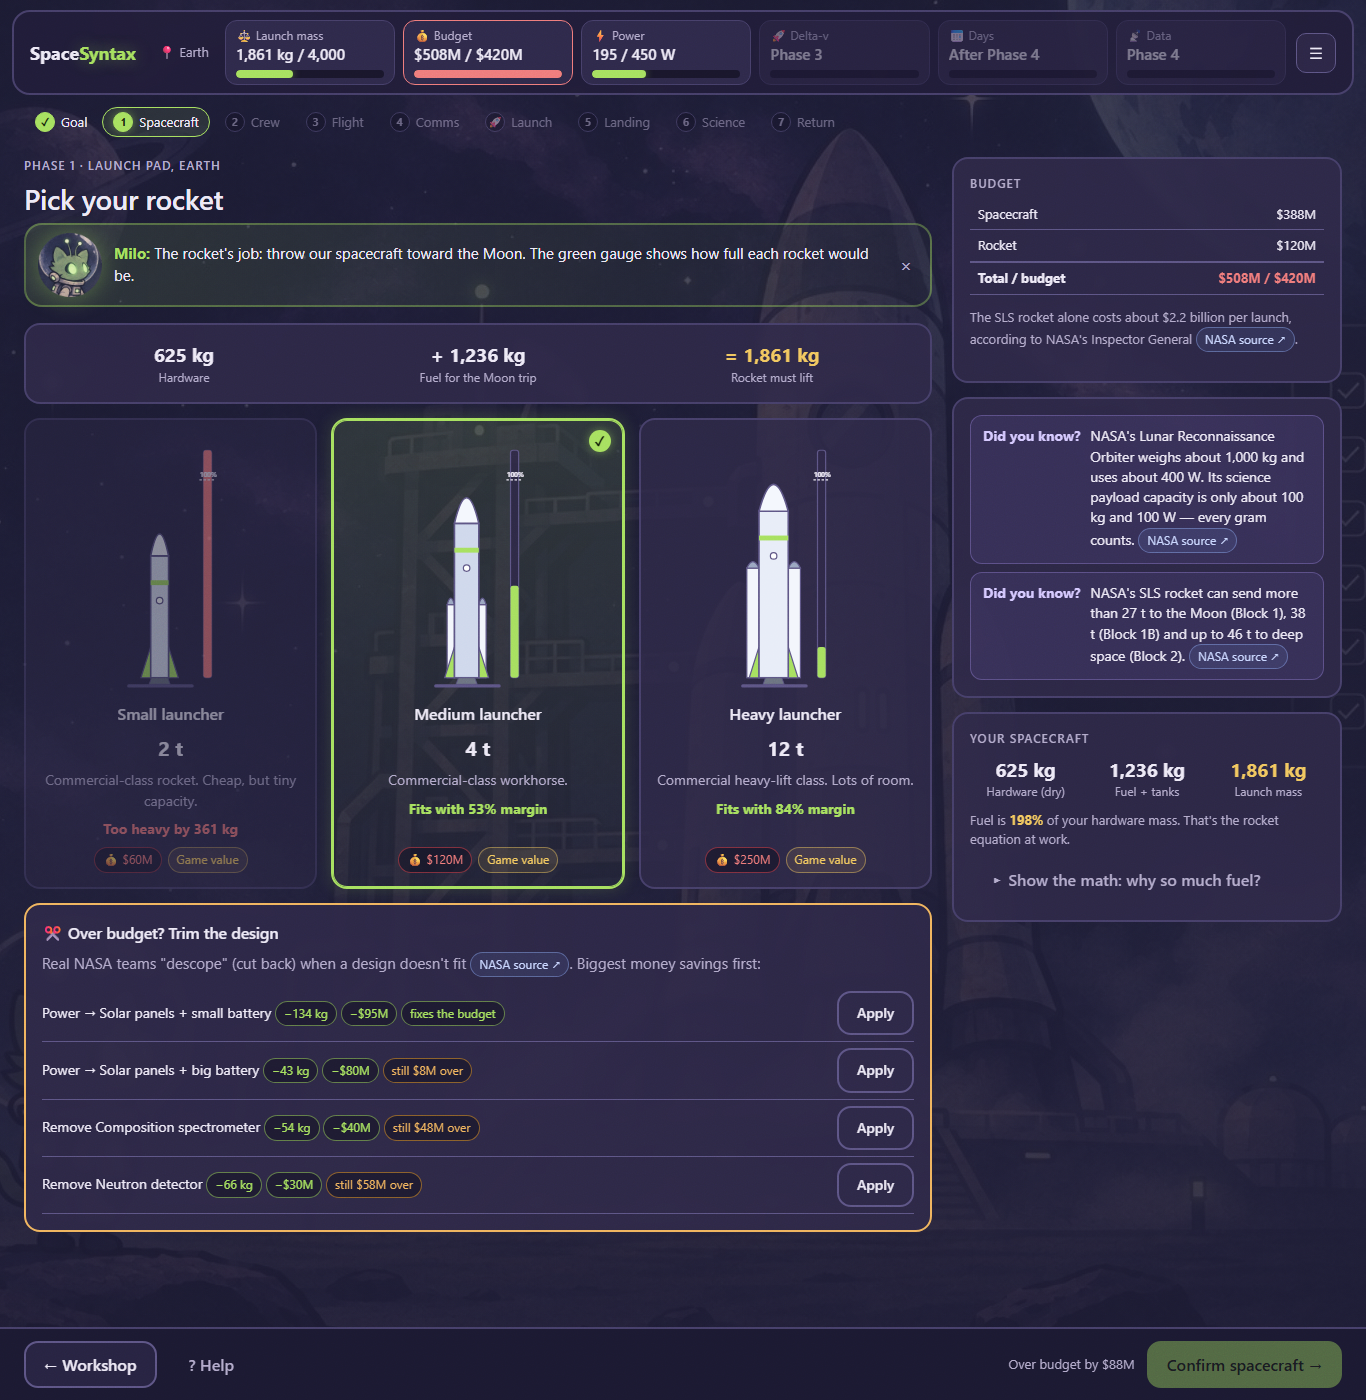 SpaceSyntax
Earth
Launch mass
1,861 kg / 4,000
Budget
$508M / $420M
Power
195 / 450 W
Delta-v
Phase 3
Days
After Phase 4
Data
Phase 4
Goal
1 Spacecraft
2 Crew
3 Flight
4 Comms
Launch
5 Landing
6 Science
7 Return
PHASE 1 · LAUNCH PAD, EARTH
Pick your rocket
Milo: The rocket's job: throw our spacecraft toward the Moon. The green gauge shows how full each rocket would
be.
×
625 kg
Hardware
+ 1,236 kg
Fuel for the Moon trip
= 1,861 kg
Rocket must lift
100%
Small launcher
2 t
Commercial-class rocket. Cheap, but tiny
capacity.
Too heavy by 361 kg
$60M
Game value
100%
Medium launcher
4 t
Commercial-class workhorse.
Fits with 53% margin
$120M
Game value
100%
Heavy launcher
12 t
Commercial heavy-lift class. Lots of room.
Fits with 84% margin
$250M
Game value
Over budget? Trim the design
Real NASA teams "descope" (cut back) when a design doesn't fit NASA source ↗. Biggest money savings first:
Power → Solar panels + small battery −134 kg −$95M fixes the budget
Apply
Power → Solar panels + big battery −43 kg −$80M still $8M over
Apply
Remove Composition spectrometer −54 kg −$40M still $48M over
Apply
Remove Neutron detector −66 kg −$30M still $58M over
Apply
BUDGET
Spacecraft $388M
Rocket $120M
Total / budget $508M / $420M
The SLS rocket alone costs about $2.2 billion per launch,
according to NASA's Inspector General NASA source ↗.
Did you know? NASA's Lunar Reconnaissance
Orbiter weighs about 1,000 kg and
uses about 400 W. Its science
payload capacity is only about 100
kg and 100 W — every gram
counts. NASA source ↗
Did you know? NASA's SLS rocket can send more
than 27 t to the Moon (Block 1), 38
t (Block 1B) and up to 46 t to deep
space (Block 2). NASA source ↗
YOUR SPACECRAFT
625 kg
Hardware (dry)
1,236 kg
Fuel + tanks
1,861 kg
Launch mass
Fuel is 198% of your hardware mass. That's the rocket
equation at work.
▸ Show the math: why so much fuel?
← Workshop
? Help
Over budget by $88M
Confirm spacecraft →